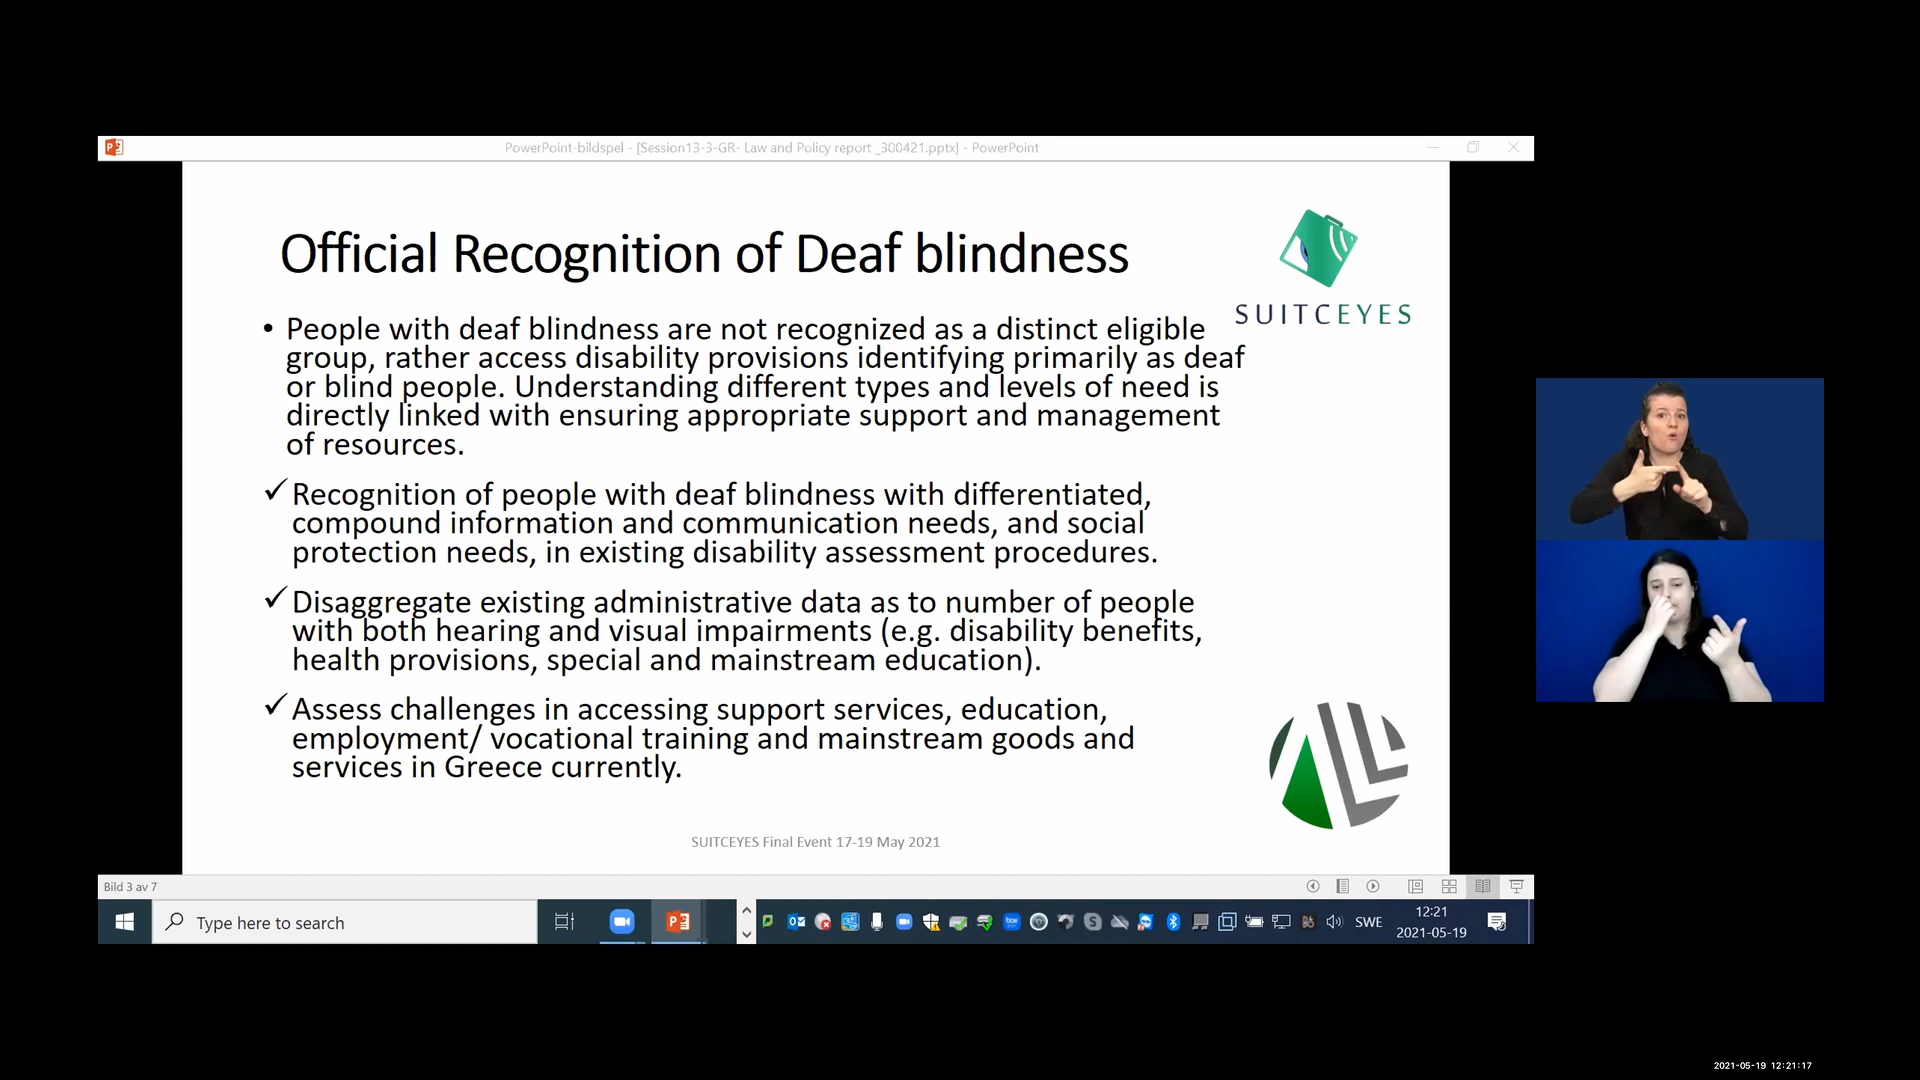 PowerPoint-bildspel - [Session13-3-GR- Law and Policy report _300421.pptx] - PowerPoint
Official Recognition of Deaf blindness
SUITCEYES
• People with deaf blindness are not recognized as a distinct eligible
group, rather access disability provisions identifying primarily as deaf
or blind people. Understanding different types and levels of need is
directly linked with ensuring appropriate support and management
of resources.
✓ Recognition of people with deaf blindness with differentiated,
compound information and communication needs, and social
protection needs, in existing disability assessment procedures.
✓ Disaggregate existing administrative data as to number of people
with both hearing and visual impairments (e.g. disability benefits,
health provisions, special and mainstream education).
✓ Assess challenges in accessing support services, education,
employment/ vocational training and mainstream goods and
services in Greece currently.
SUITCEYES Final Event 17-19 May 2021
Bild 3 av 7
Type here to search
SWE
12:21
2021-05-19
2021-05-19 12:21:17